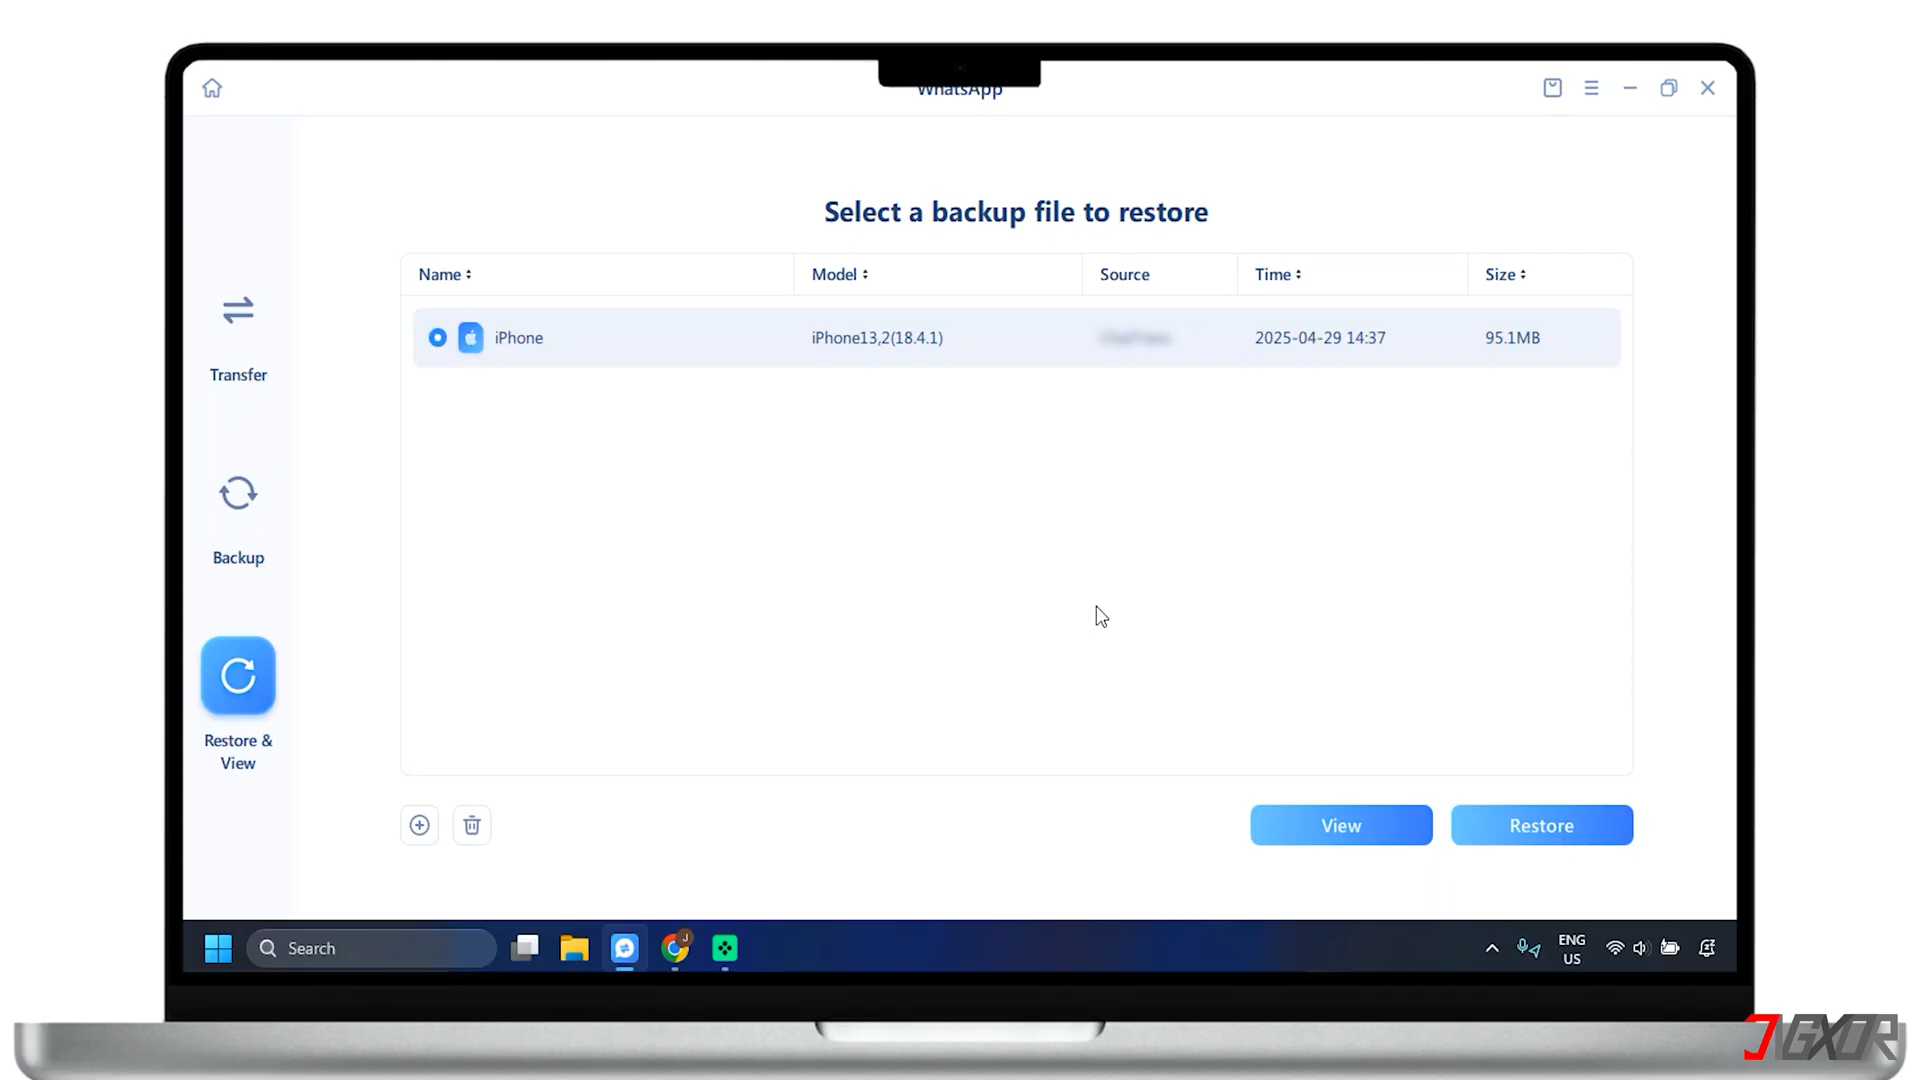 WhatsApp
Select a backup file to restore
Name Model Source Time Size
iPhone iPhone13,2(18.4.1) 2025-04-29 14:37 95.1MB
Transfer
Backup
Restore &
View
View Restore
Search
ENG
US
J
JGXOR